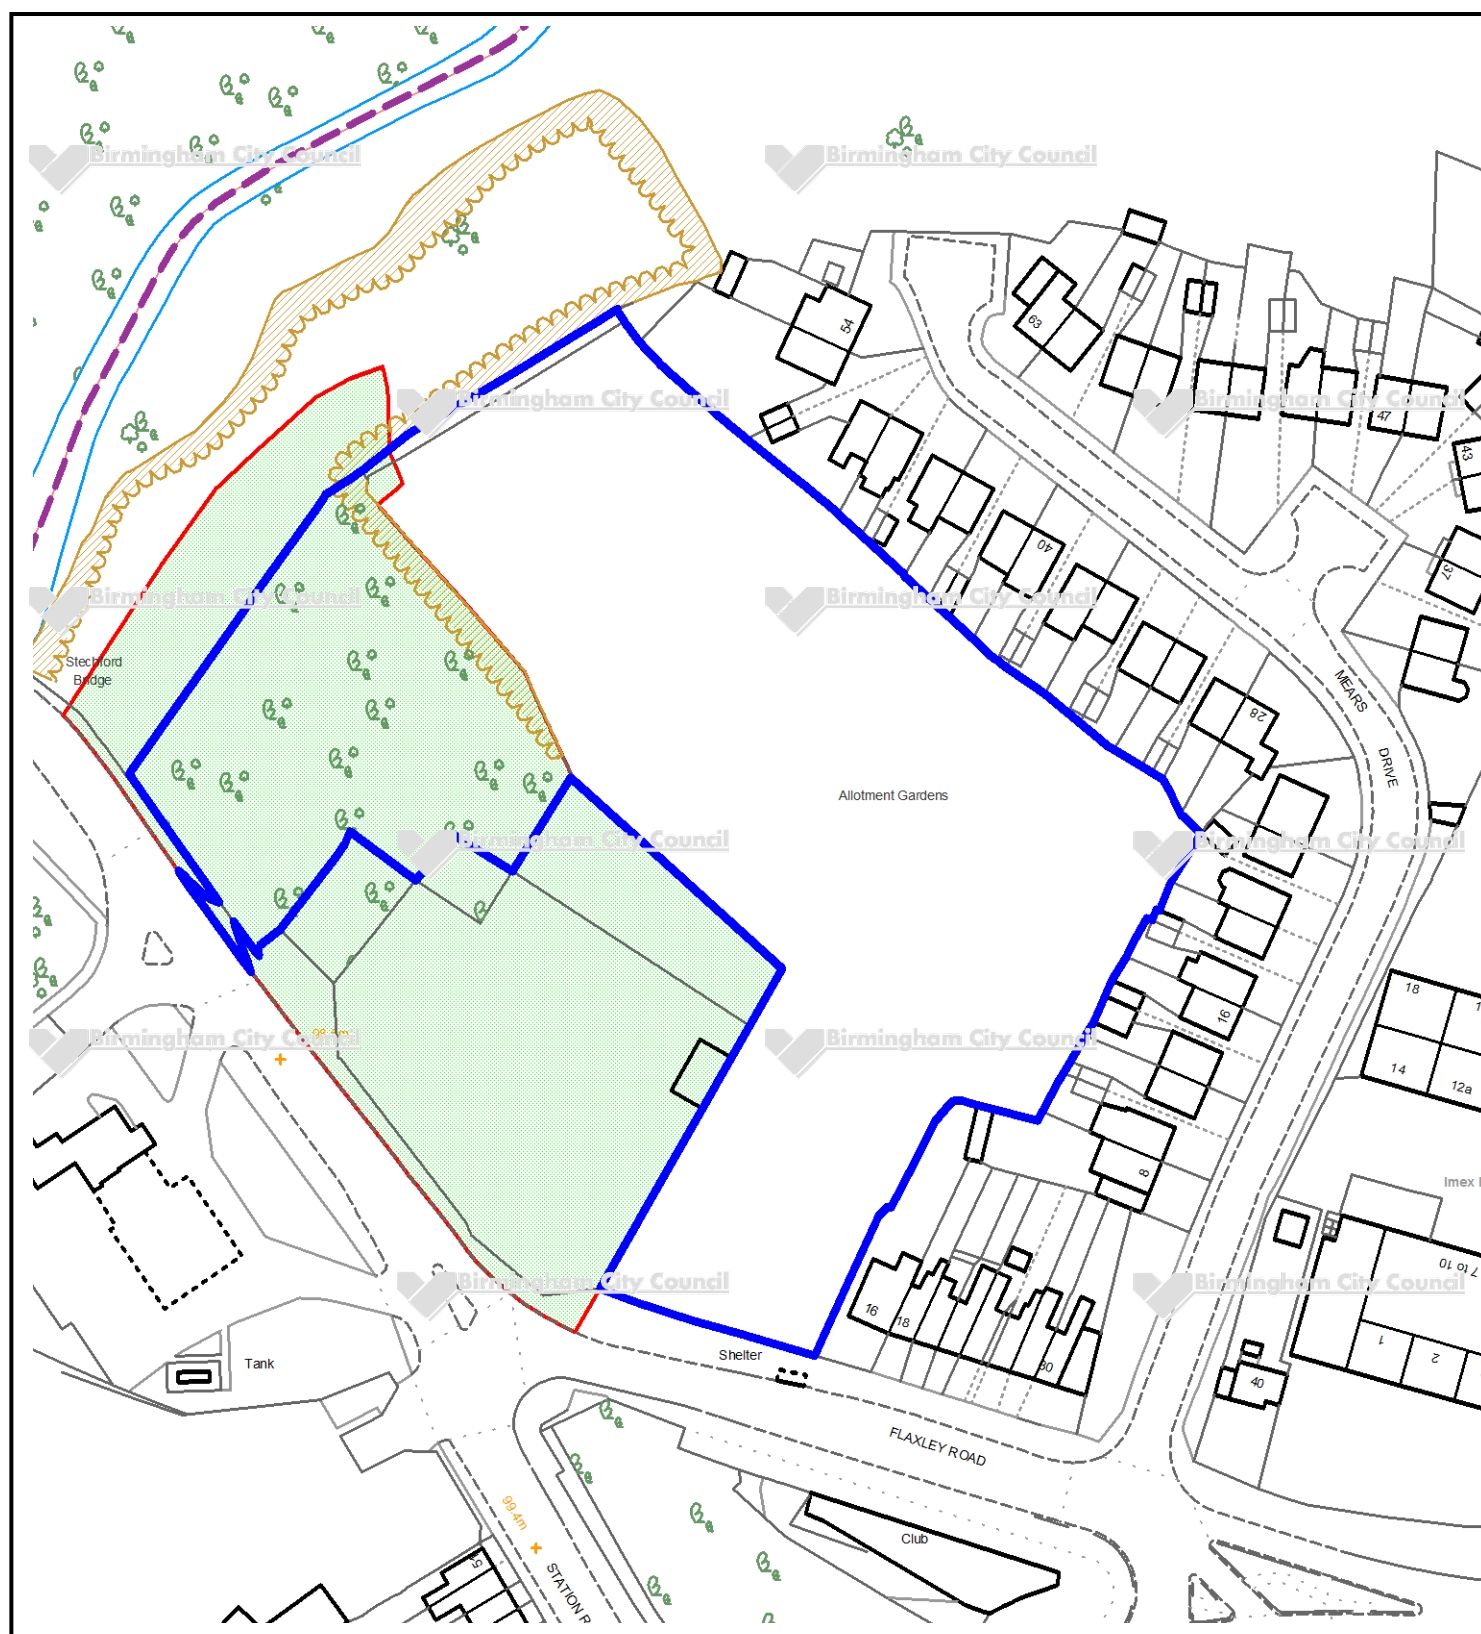 Birmingham City Council
Birmingham City Council
54
63
Birmingham City Council
Birmingham City Council
47
43
40
37
Birmingham City Council
Birmingham City Council
Stechford
Bridge
MEARS
28
DRIVE
Allotment Gardens
Birmingham City Council
Birmingham City Council
18
16
Birmingham City Council
Birmingham City Council
14
12a
8
Imex
7 to 10
Birmingham City Council
Birmingham City Council
16
18
30
1
2
Shelter
Tank
40
FLAXLEY ROAD
99.4m
Club
STATION R